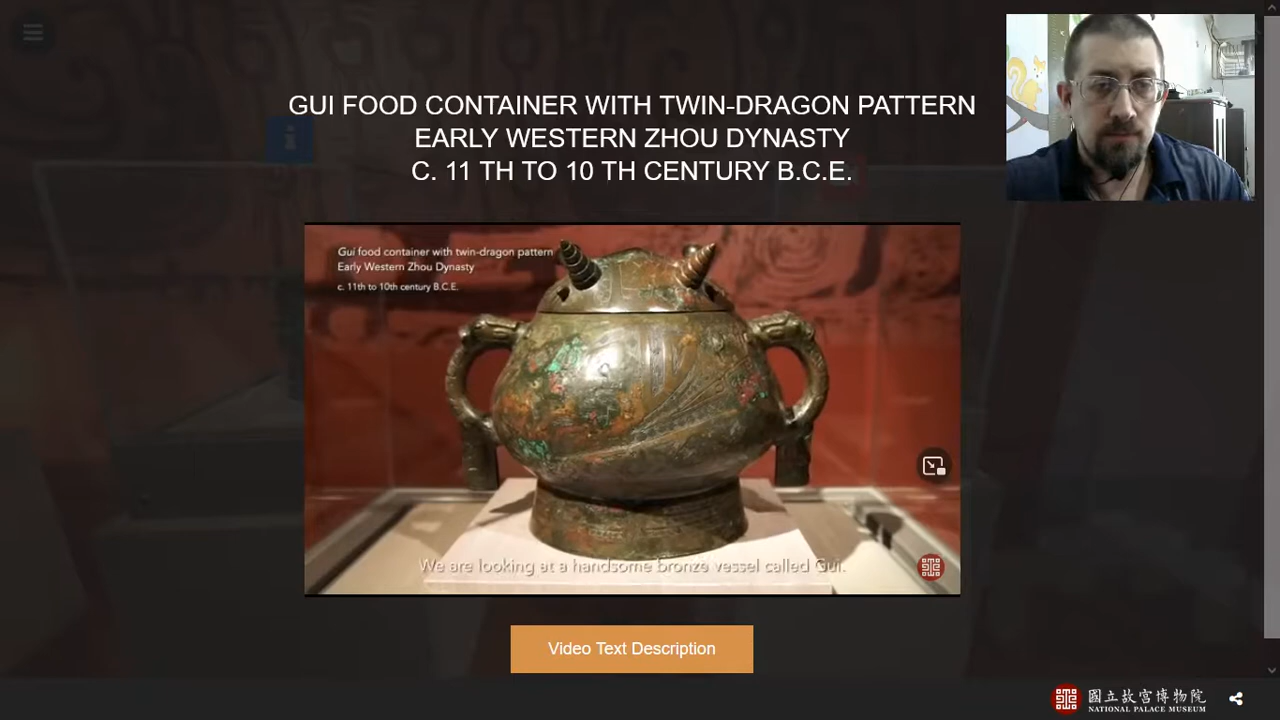 GUI FOOD CONTAINER WITH TWIN-DRAGON PATTERN
EARLY WESTERN ZHOU DYNASTY
C. 11 TH TO 10 TH CENTURY B.C.E.
Gui food container with twin-dragon pattern
Early Western Zhou Dynasty
c. 11th to 10th century B.C.E.
We are looking at a handsome bronze vessel called Gui.
Video Text Description
國立故宮博物院
NATIONAL PALACE MUSEUM